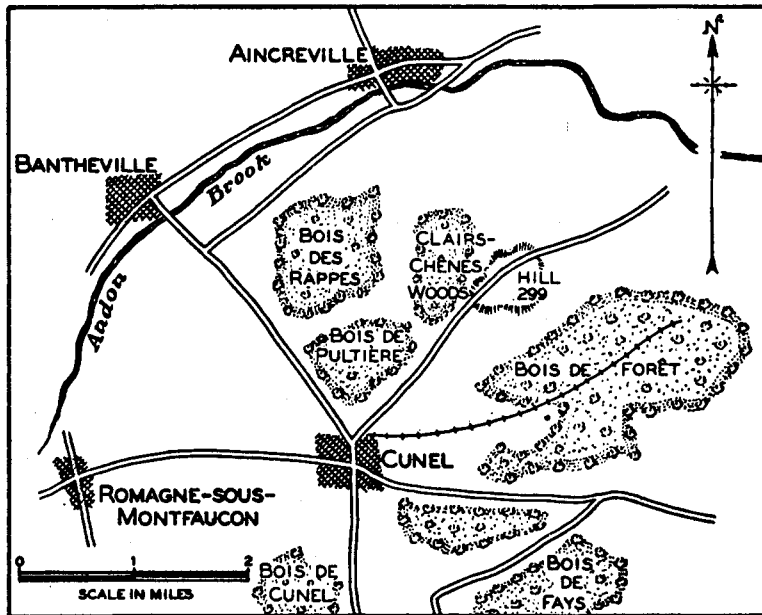 AINCREVILLE
N
BANTHEVILLE
Andon
Brook
BOIS
DES
RAPPES
CLAIRS-
CHÊNES
WOODS
HILL
299
BOIS DE
PULTIÈRE
BOIS DE FORÊT
CUNEL
ROMAGNE-SOUS-
MONTFAUCON
0 1 2
SCALE IN MILES
BOIS DE
CUNEL
BOIS
DE
FAYS